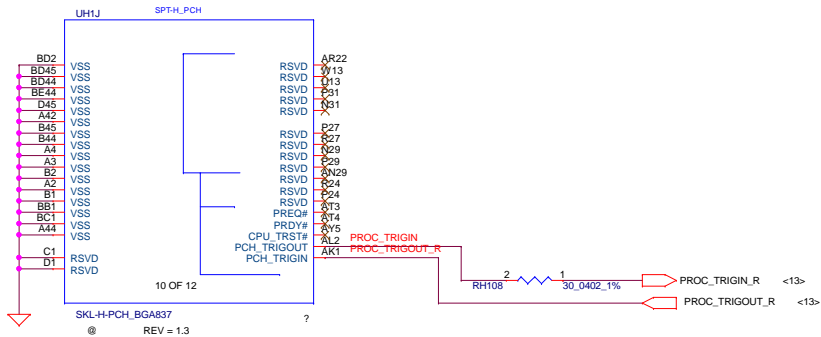 UH1J
SPT-H_PCH
BD2 VSS
BD45 VSS
BD44 VSS
BE44 VSS
D45 VSS
A42 VSS
B45 VSS
B44 VSS
A4 VSS
A3 VSS
B2 VSS
A2 VSS
B1 VSS
BB1 VSS
BC1 VSS
A44 VSS
C1 RSVD
D1 RSVD
RSVD AR22
RSVD W13
RSVD U13
RSVD P31
RSVD N31
RSVD P27
RSVD R27
RSVD N29
RSVD P29
RSVD AN29
RSVD R24
RSVD P24
PREQ# AT3
PRDY# AT4
CPU_TRST# AY5
PCH_TRIGOUT AL2 PROC_TRIGIN
PCH_TRIGIN AK1 PROC_TRIGOUT_R
10 OF 12
RH108 2 1 30_0402_1%
PROC_TRIGIN_R <13>
PROC_TRIGOUT_R <13>
SKL-H-PCH_BGA837 ?
@ REV = 1.3